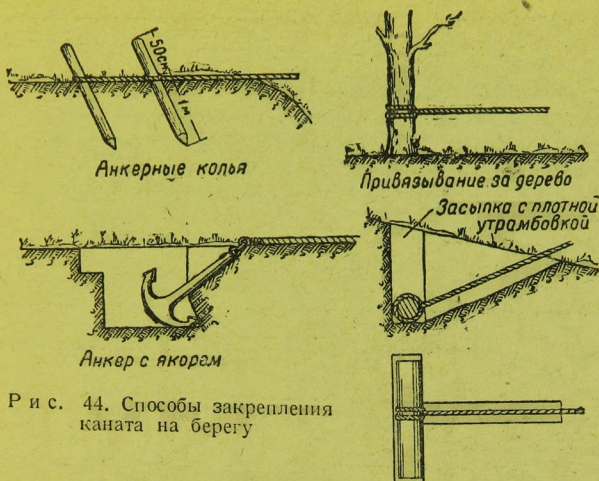 50см
1м
Анкерные колья
Привязывание за дерево
Засыпка с плотной
утрамбовкой
Анкер с якорем
Рис. 44. Способы закрепления
каната на берегу